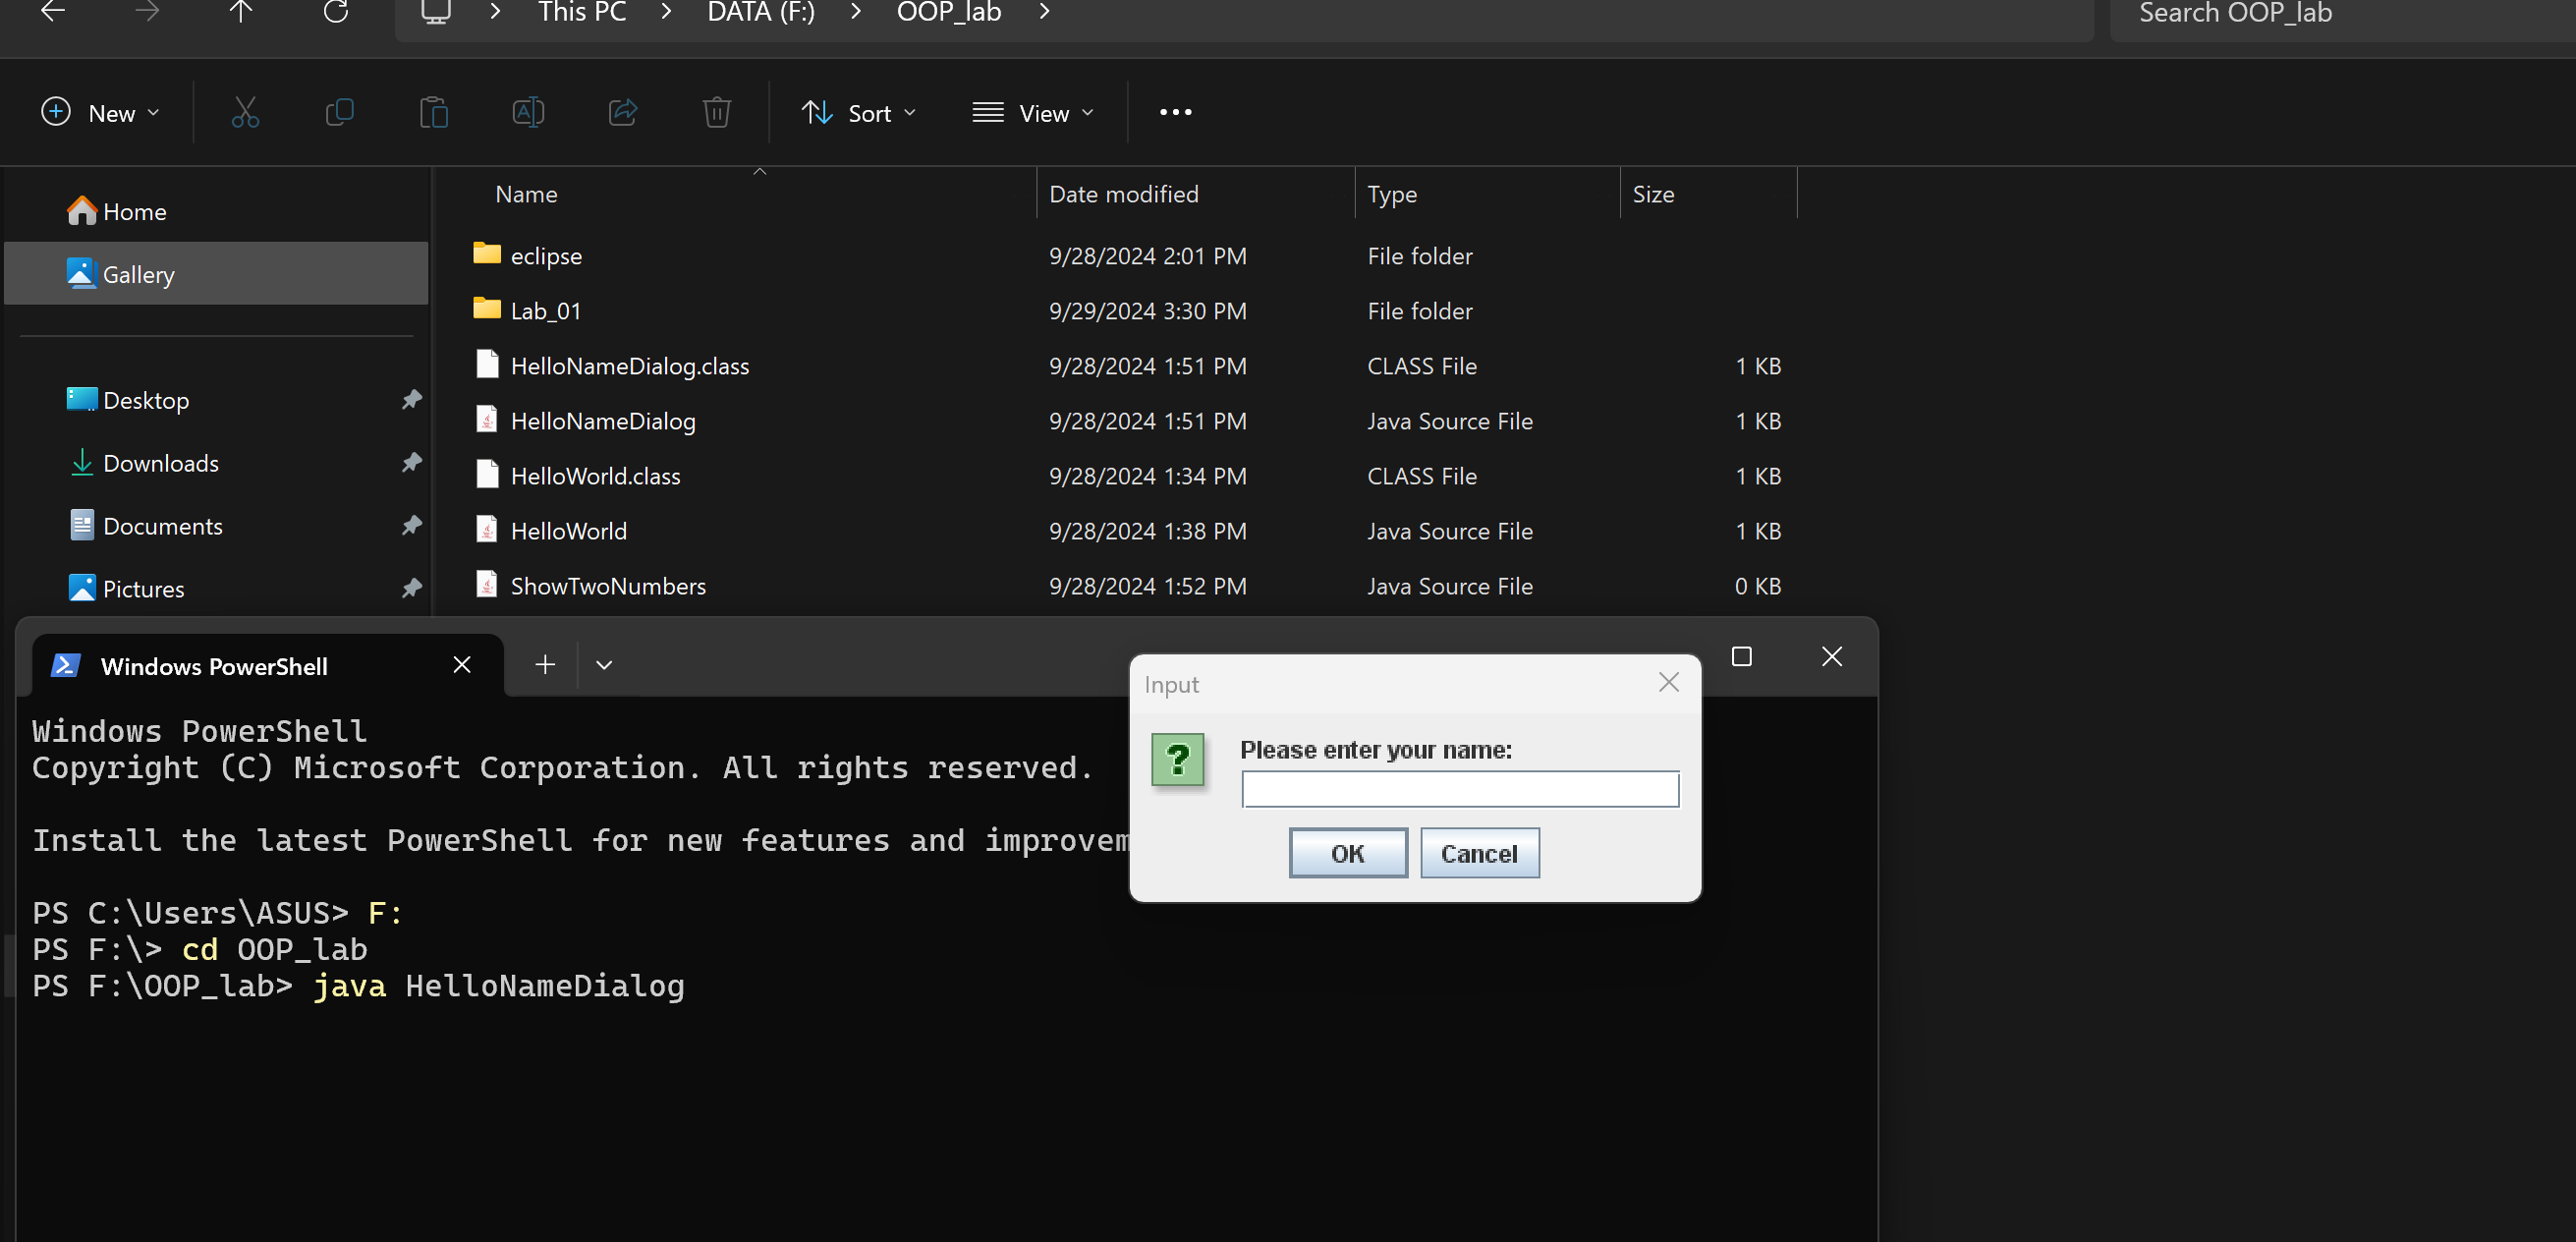 This PC > DATA (F:) > OOP_lab >
Search OOP_lab
New
Sort
View
Name Date modified Type Size
Home
Gallery
Desktop
Downloads
Documents
Pictures
eclipse 9/28/2024 2:01 PM File folder
Lab_01 9/29/2024 3:30 PM File folder
HelloNameDialog.class 9/28/2024 1:51 PM CLASS File 1 KB
HelloNameDialog 9/28/2024 1:51 PM Java Source File 1 KB
HelloWorld.class 9/28/2024 1:34 PM CLASS File 1 KB
HelloWorld 9/28/2024 1:38 PM Java Source File 1 KB
ShowTwoNumbers 9/28/2024 1:52 PM Java Source File 0 KB
Windows PowerShell
Windows PowerShell
Copyright (C) Microsoft Corporation. All rights reserved.
Install the latest PowerShell for new features and improvem
PS C:\Users\ASUS> F:
PS F:\> cd OOP_lab
PS F:\OOP_lab> java HelloNameDialog
Input
Please enter your name:
OK
Cancel